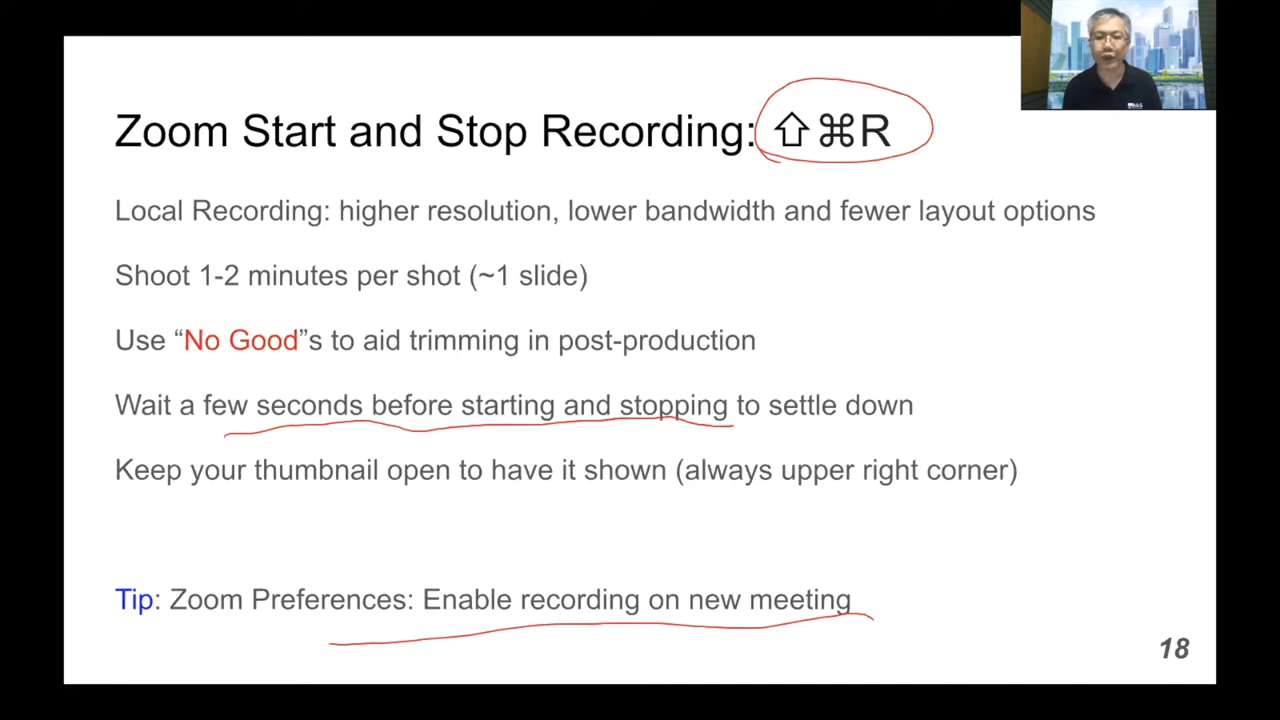 Zoom Start and Stop Recording: ⇧⌘R
Local Recording: higher resolution, lower bandwidth and fewer layout options
Shoot 1-2 minutes per shot (~1 slide)
Use “No Good”s to aid trimming in post-production
Wait a few seconds before starting and stopping to settle down
Keep your thumbnail open to have it shown (always upper right corner)
Tip: Zoom Preferences: Enable recording on new meeting
18